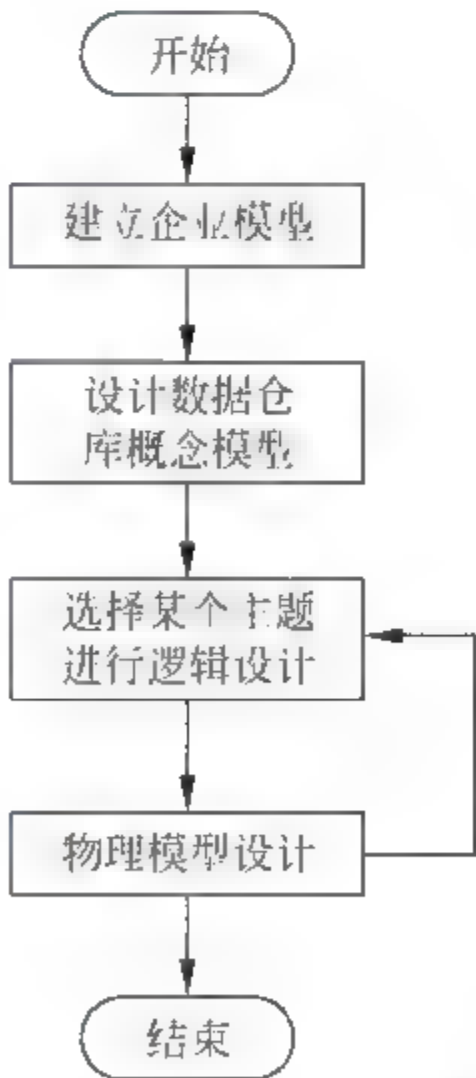 开始
建立企业模型
设计数据仓
库概念模型
选择某个主题
进行逻辑设计
物理模型设计
结束